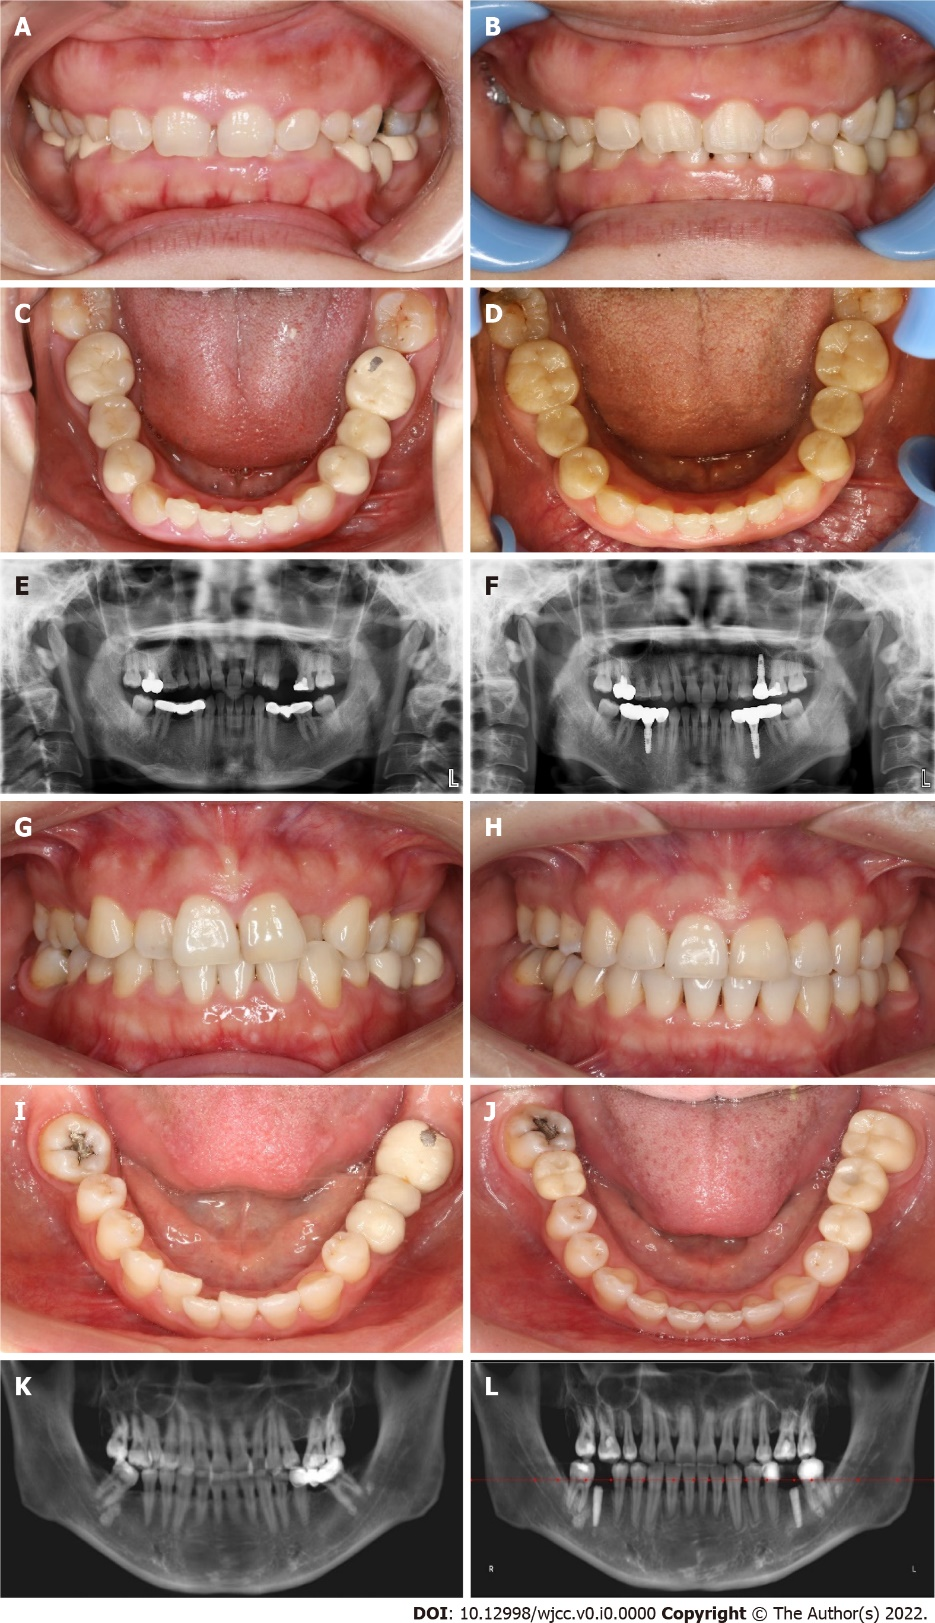 A
B
C
D
E
L
F
L
G
H
I
J
K
L
R
L
DOI: 10.12998/wjcc.v0.i0.0000 Copyright © The Author(s) 2022.